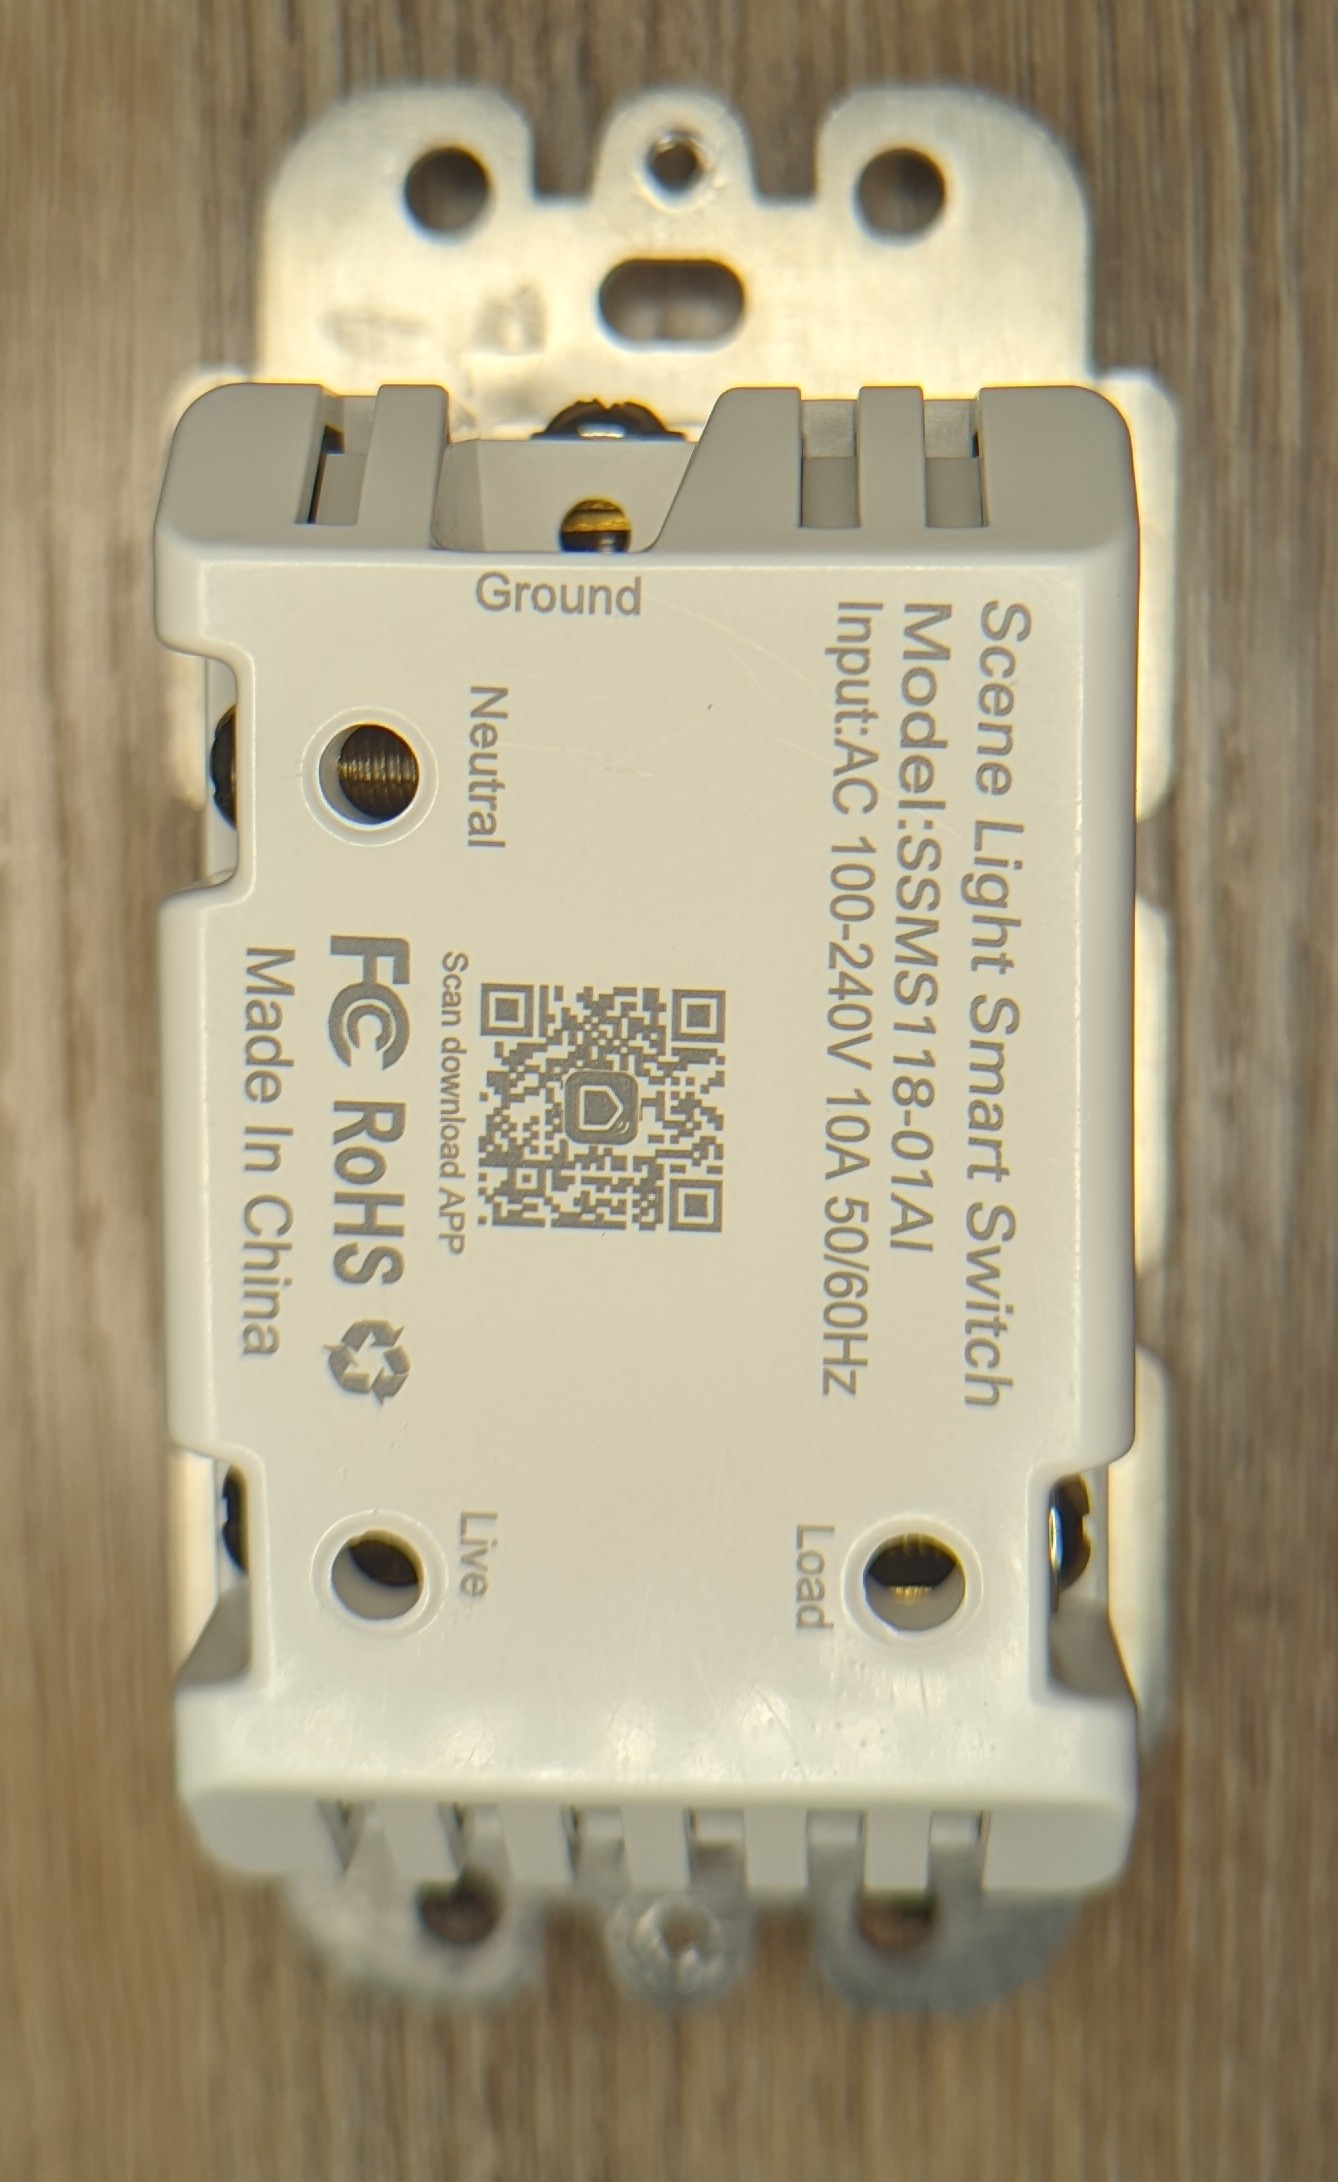 Ground
Scene Light Smart Switch
Model:SSMS118-01AI
Input:AC 100-240V 10A 50/60Hz
Neutral
Live
Load
Scan download APP
FC RoHS
Made In China